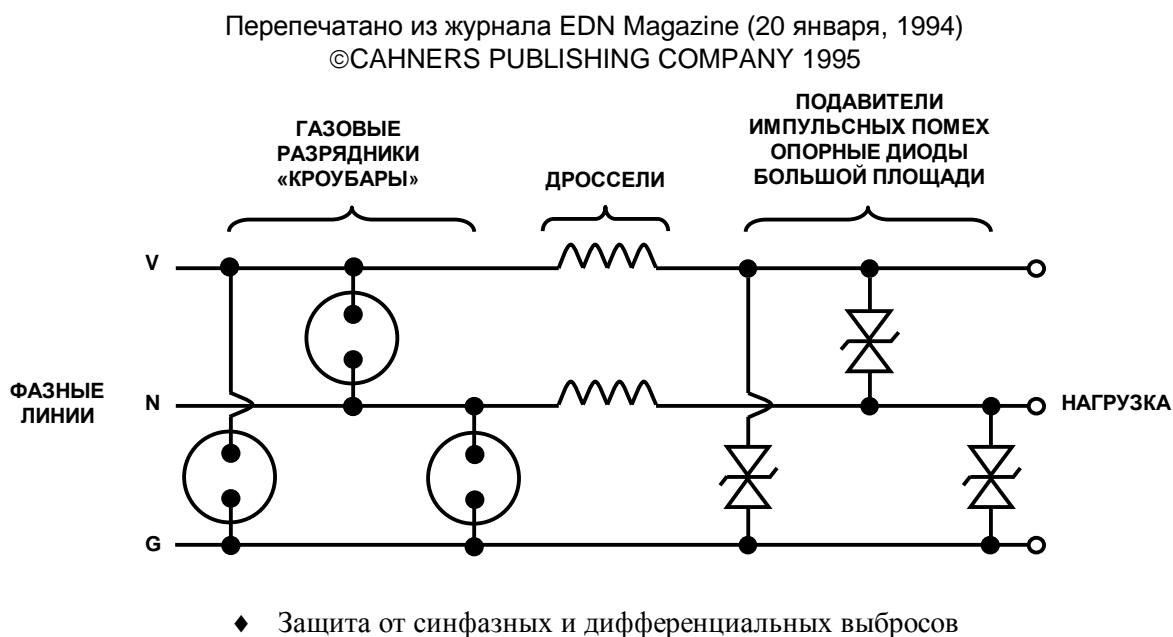 Перепечатано из журнала EDN Magazine (20 января, 1994)
©CAHNERS PUBLISHING COMPANY 1995
ГАЗОВЫЕ
РАЗРЯДНИКИ
«КРОУБАРЫ»
ДРОССЕЛИ
ПОДАВИТЕЛИ
ИМПУЛЬСНЫХ ПОМЕХ
ОПОРНЫЕ ДИОДЫ
БОЛЬШОЙ ПЛОЩАДИ
V
ФАЗНЫЕ
ЛИНИИ
N
НАГРУЗКА
G
♦ Защита от синфазных и дифференциальных выбросов